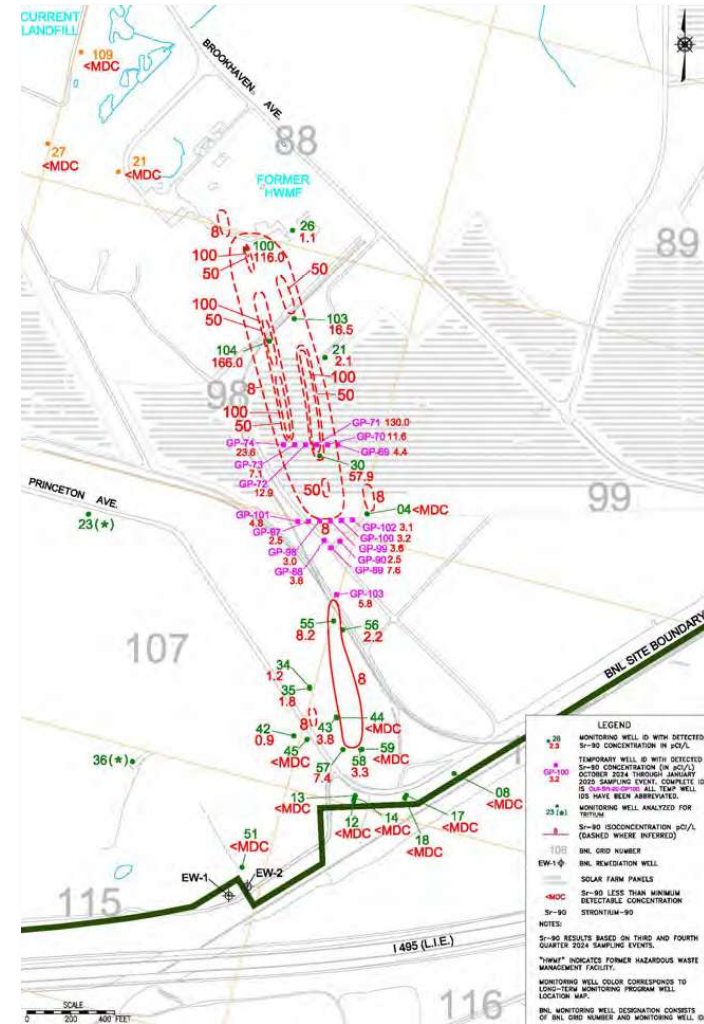 CURRENT
LANDFILL
109
<MDC
BROOKHAVEN AVE.
88
27
<MDC
21
<MDC
FORMER
HWMF
26
1.1
8
100
100
116.0
50
50
89
100
50
103
16.5
104
166.0
21
2.1
100
50
8
98
100
50
GP-71 130.0
GP-70 11.6
GP-74
23.6
GP-69 4.4
GP-73
7.1
30
57.9
GP-72
12.9
50
8
99
PRINCETON AVE.
23(*)
04 <MDC
GP-101
4.8
8
GP-102 3.1
GP-97
2.5
GP-100 3.2
GP-98
3.0
GP-99 3.6
GP-90 2.5
GP-68
3.8
GP-89 7.6
GP-103
5.8
55
8.2
56
2.2
107
BNL SITE BOUNDARY
34
1.2
35
1.8
8
8
44
<MDC
43
3.8
42
0.9
45
<MDC
59
<MDC
58
3.3
57
7.4
36(*)
08
<MDC
13
<MDC
12
<MDC
14
<MDC
17
<MDC
18
<MDC
51
<MDC
EW-1
EW-2
115
I 495 (L.I.E.)
116
SCALE
0 200 400 FEET
LEGEND
MONITORING WELL ID WITH DETECTED
Sr-90 CONCENTRATION IN pCi/L
GP-100
3.2
TEMPORARY WELL ID WITH DETECTED
Sr-90 CONCENTRATION (IN pCi/L)
OCTOBER 2024 THROUGH JANUARY
2025 SAMPLING EVENT. COMPLETE ID
IS
ALL TEMP WELL
IDS HAVE BEEN ABBREVIATED.
MONITORING WELL ANALYZED FOR
TRITIUM
8
Sr-90 ISOCONCENTRATION pCi/L
(DASHED WHERE INFERRED)
BNL GRID NUMBER
EW-1 BNL REMEDIATION WELL
SOLAR FARM PANELS
<MDC Sr-90 LESS THAN MINIMUM
DETECTABLE CONCENTRATION
Sr-90 STRONTIUM-90
NOTES:
Sr-90 RESULTS BASED ON THIRD AND FOURTH
QUARTER 2024 SAMPLING EVENTS.
"HWMF" INDICATES FORMER HAZARDOUS WASTE
MANAGEMENT FACILITY.
MONITORING WELL COLOR CORRESPONDS TO
LONG-TERM MONITORING PROGRAM WELL
LOCATION MAP.
BNL MONITORING WELL DESIGNATION CONSISTS
OF BNL GRID NUMBER AND MONITORING WELL ID